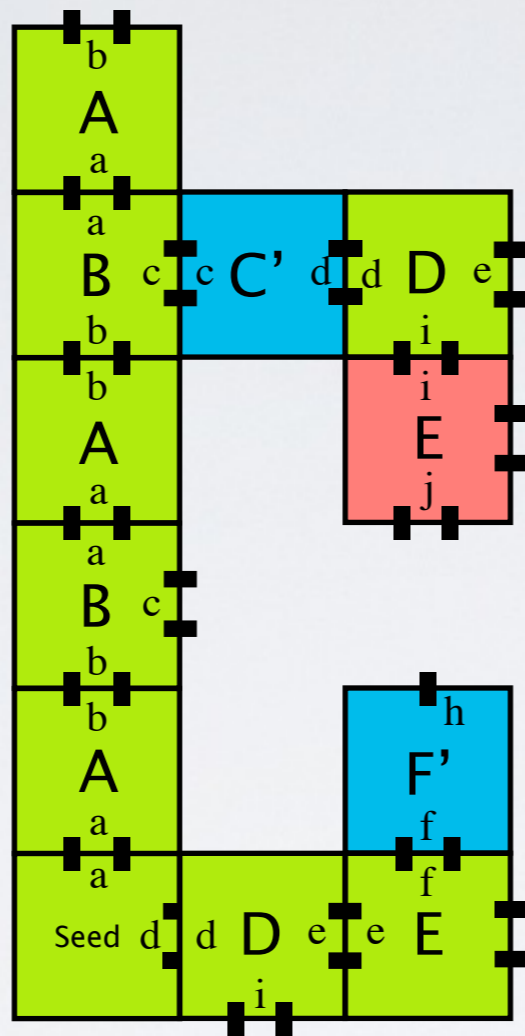 b
A
a
a
B c c C’ d d D e
b i
b i
A E
a j
a
B c
b
b h
A F’
a f
a f
Seed d d D e e E
i